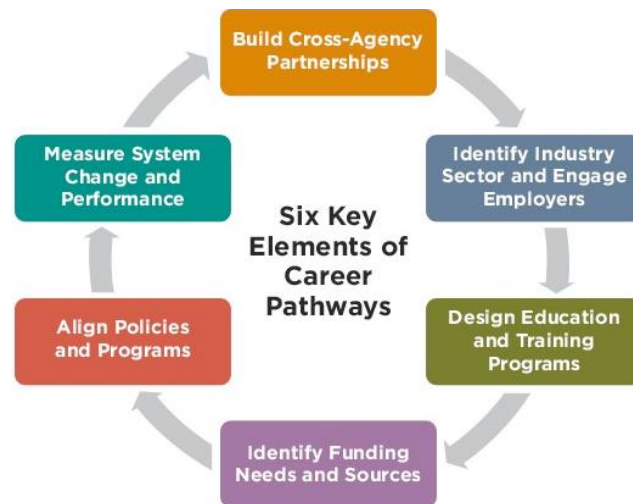 Build Cross-Agency
Partnerships
Identify Industry
Sector and Engage
Employers
Design Education
and Training
Programs
Identify Funding
Needs and Sources
Align Policies
and Programs
Measure System
Change and
Performance
Six Key
Elements of
Career
Pathways